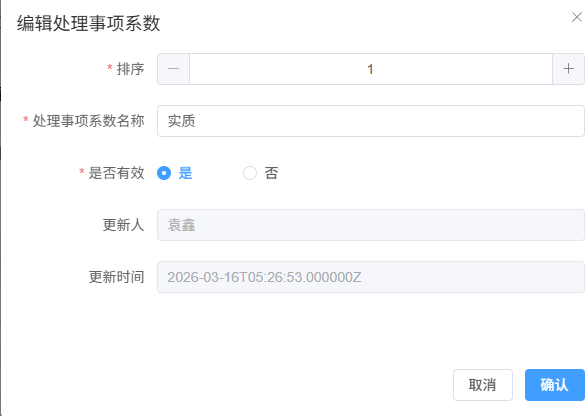 编辑处理事项系数
* 排序 1
* 处理事项系数名称 实质
* 是否有效 是 否
更新人 袁鑫
更新时间 2026-03-16T05:26:53.000000Z
取消 确认